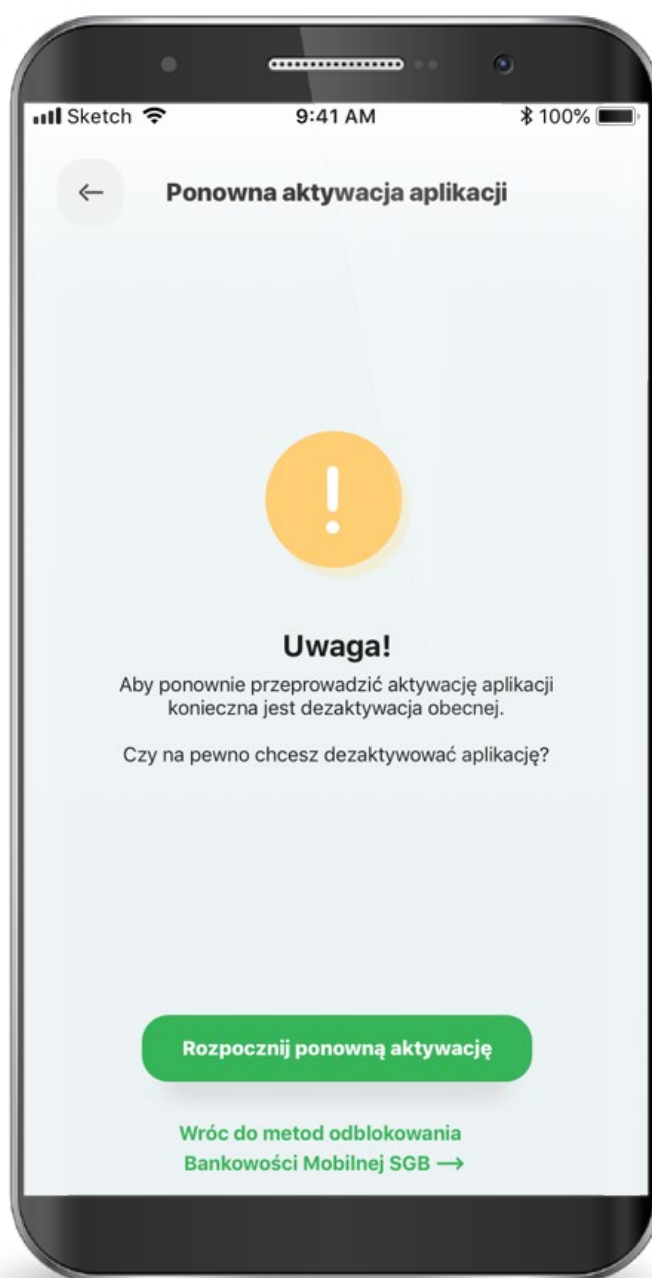 Sketch 9:41 AM 100%
Ponowna aktywacja aplikacji
Uwaga!
Aby ponownie przeprowadzić aktywację aplikacji
konieczna jest dezaktywacja obecnej.
Czy na pewno chcesz dezaktywować aplikację?
Rozpocznij ponowną aktywację
Wróc do metod odblokowania
Bankowości Mobilnej SGB →